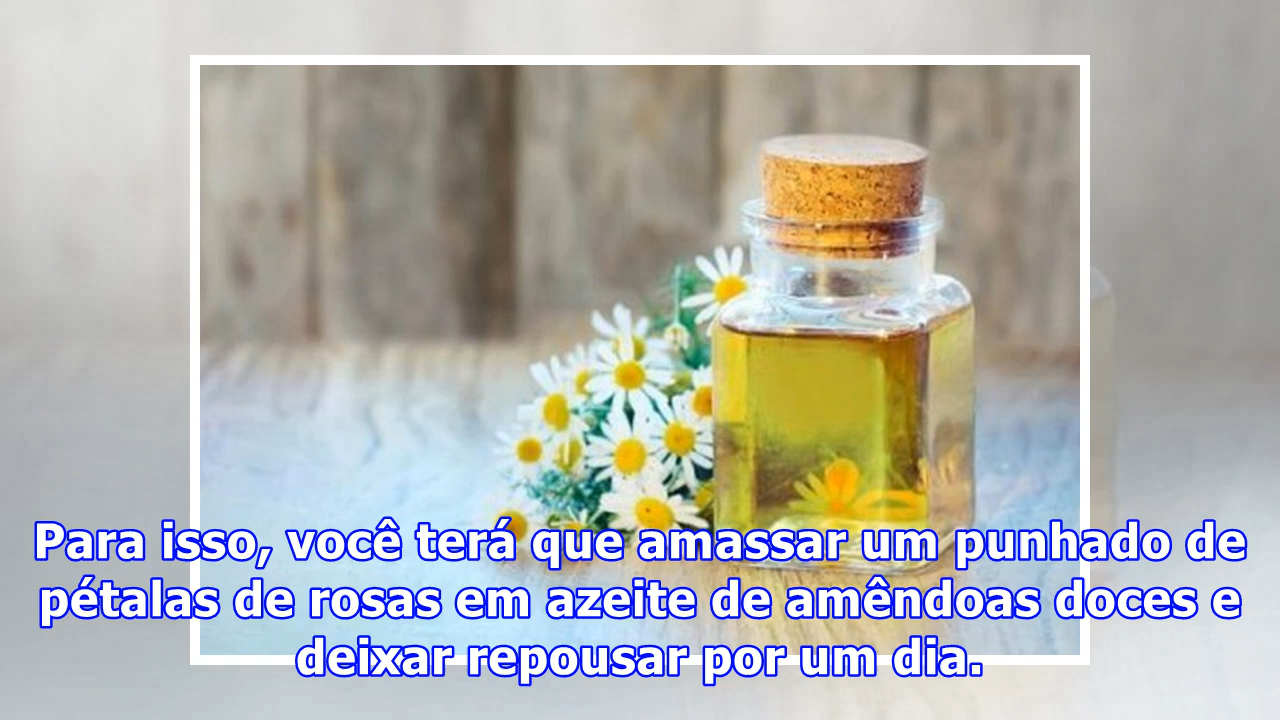 Para isso, você terá que amassar um punhado de
pétalas de rosas em azeite de amêndoas doces e
deixar repousar por um dia.